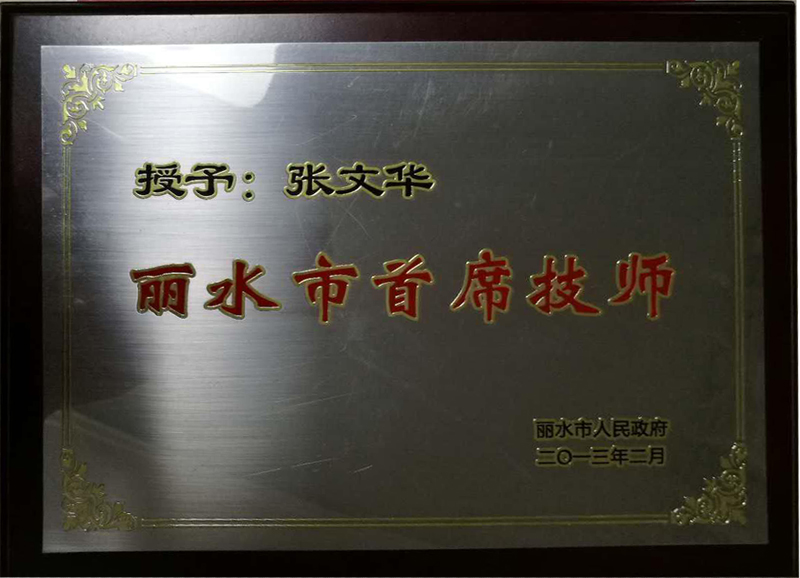 授予：张文华
丽水市首席技师
丽水市人民政府
二〇一三年二月